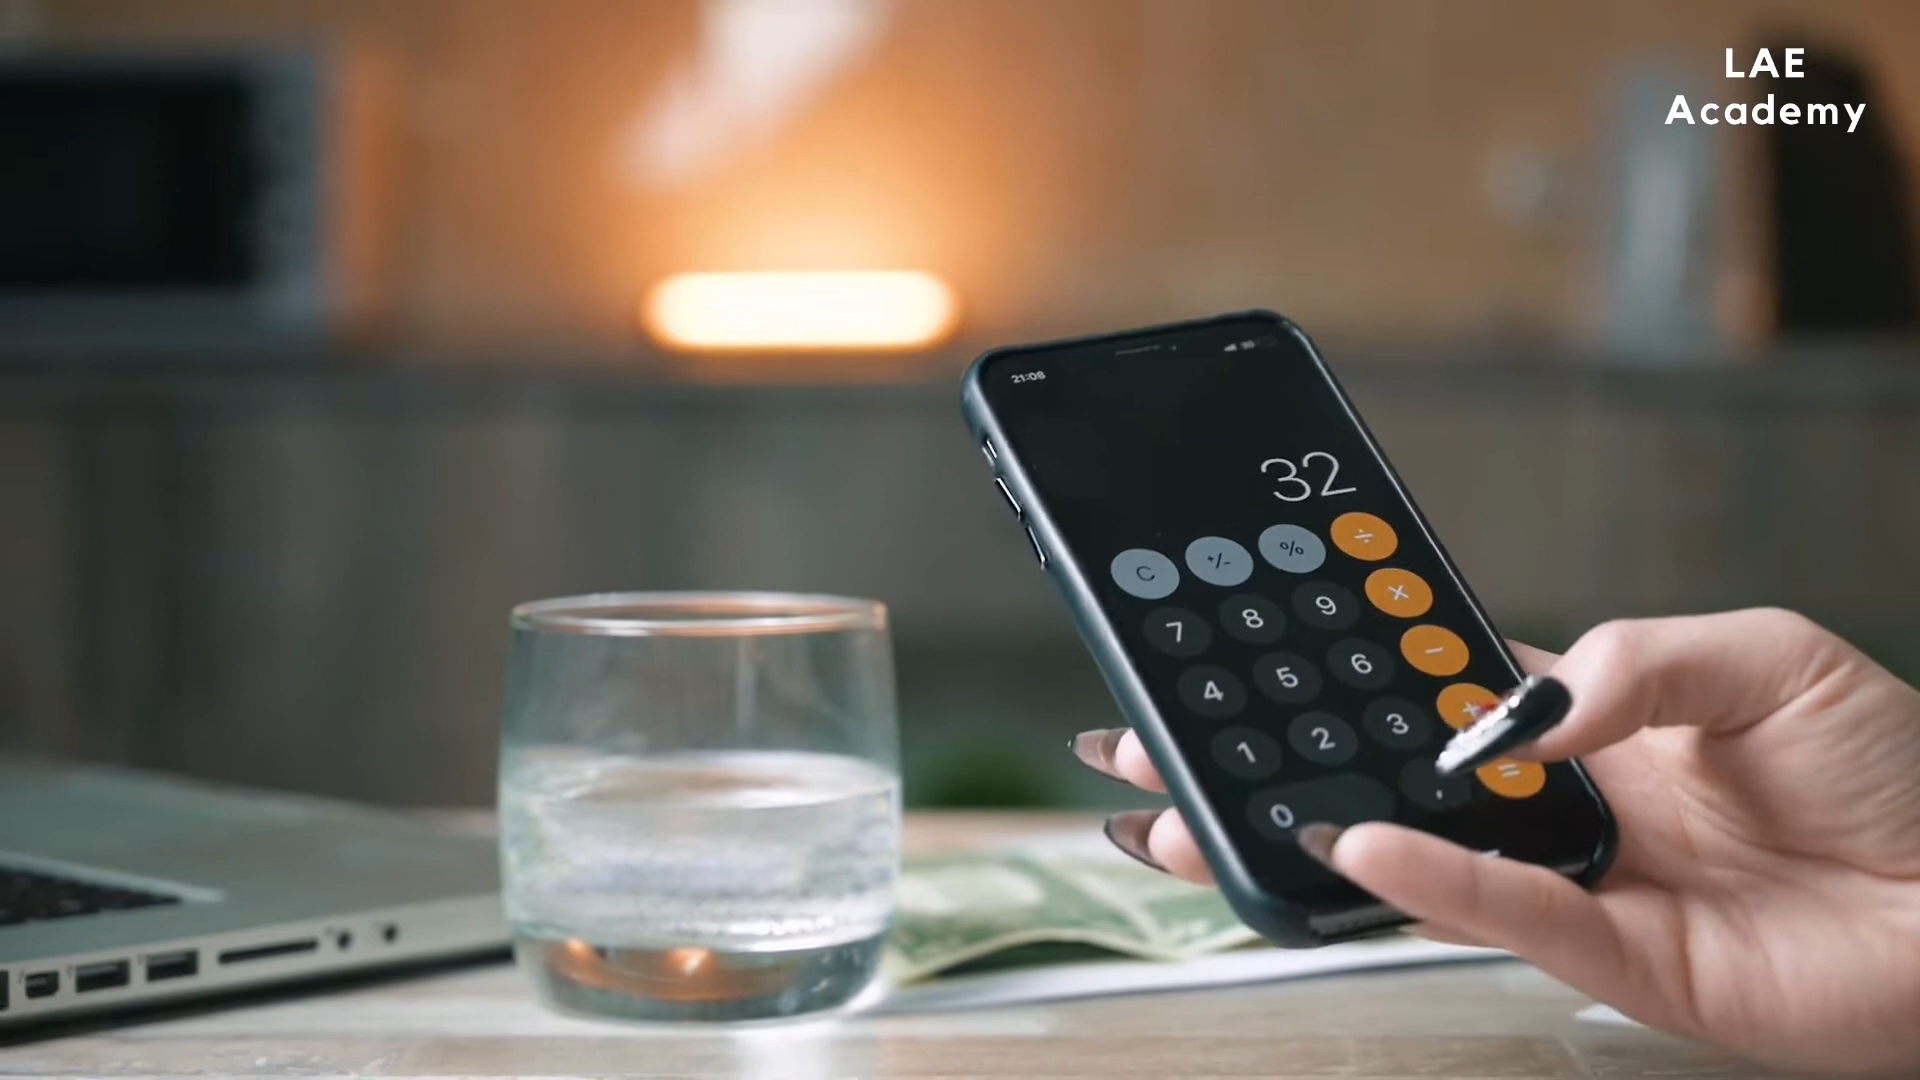 LAE
Academy
21:08
32
C +/- % ÷
7 8 9 ×
4 5 6 −
1 2 3 +
0 , =